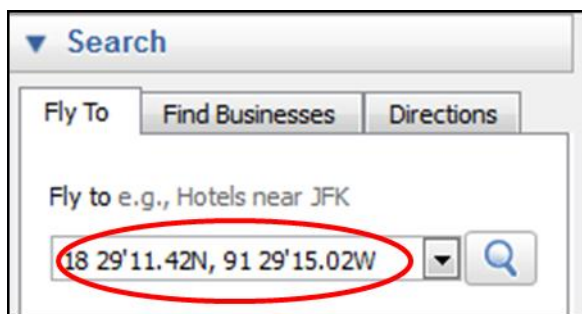 Search
Fly To Find Businesses Directions
Fly to e.g., Hotels near JFK
18 29'11.42N, 91 29'15.02W